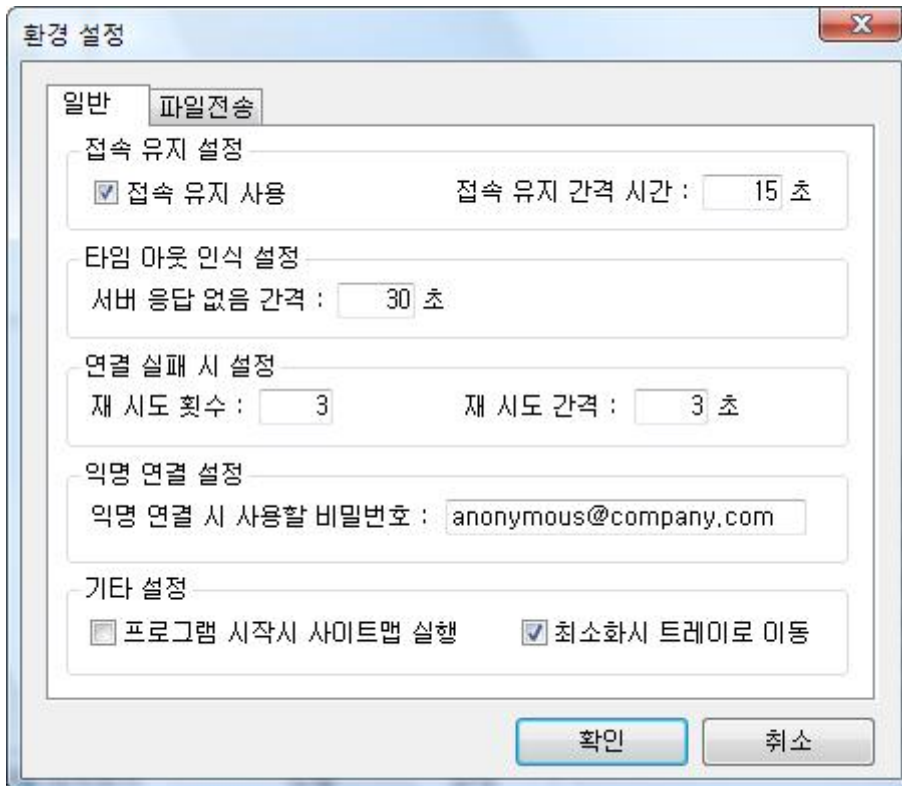 환경 설정
일반 파일전송
접속 유지 설정
접속 유지 사용 접속 유지 간격 시간 : 15 초
타임 아웃 인식 설정
서버 응답 없음 간격 : 30 초
연결 실패 시 설정
재 시도 횟수 : 3 재 시도 간격 : 3 초
익명 연결 설정
익명 연결 시 사용할 비밀번호 : anonymous@company.com
기타 설정
프로그램 시작시 사이트맵 실행 최소화시 트레이로 이동
확인 취소